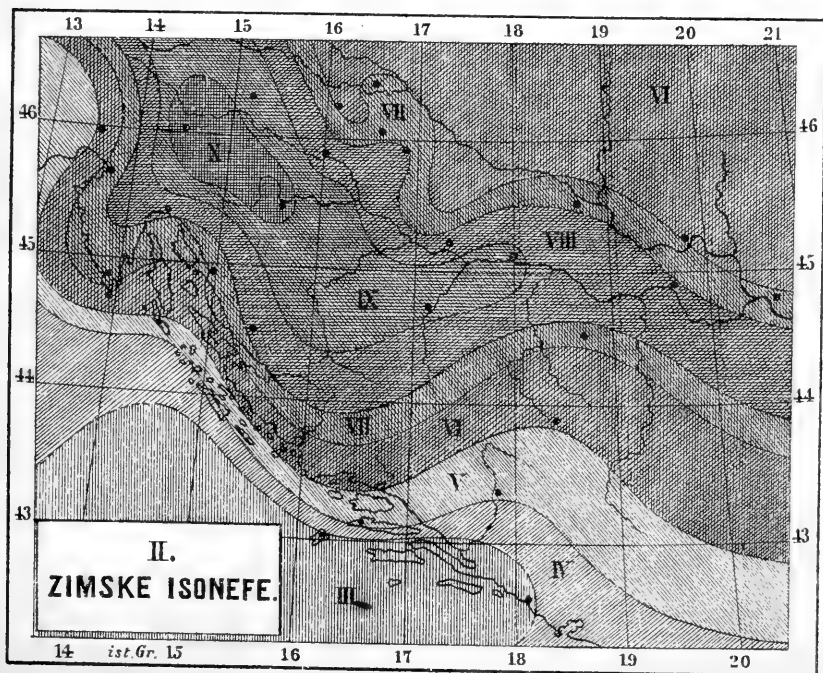 13 14 15 16 17 18 19 20 21
VI
VII
46 46
X
VIII
45 45
IX
44 44
VII VI
V
43 43
II.
ZIMSKE ISONEFE.
IV
III
14 ist. Gr. 15 16 17 18 19 20